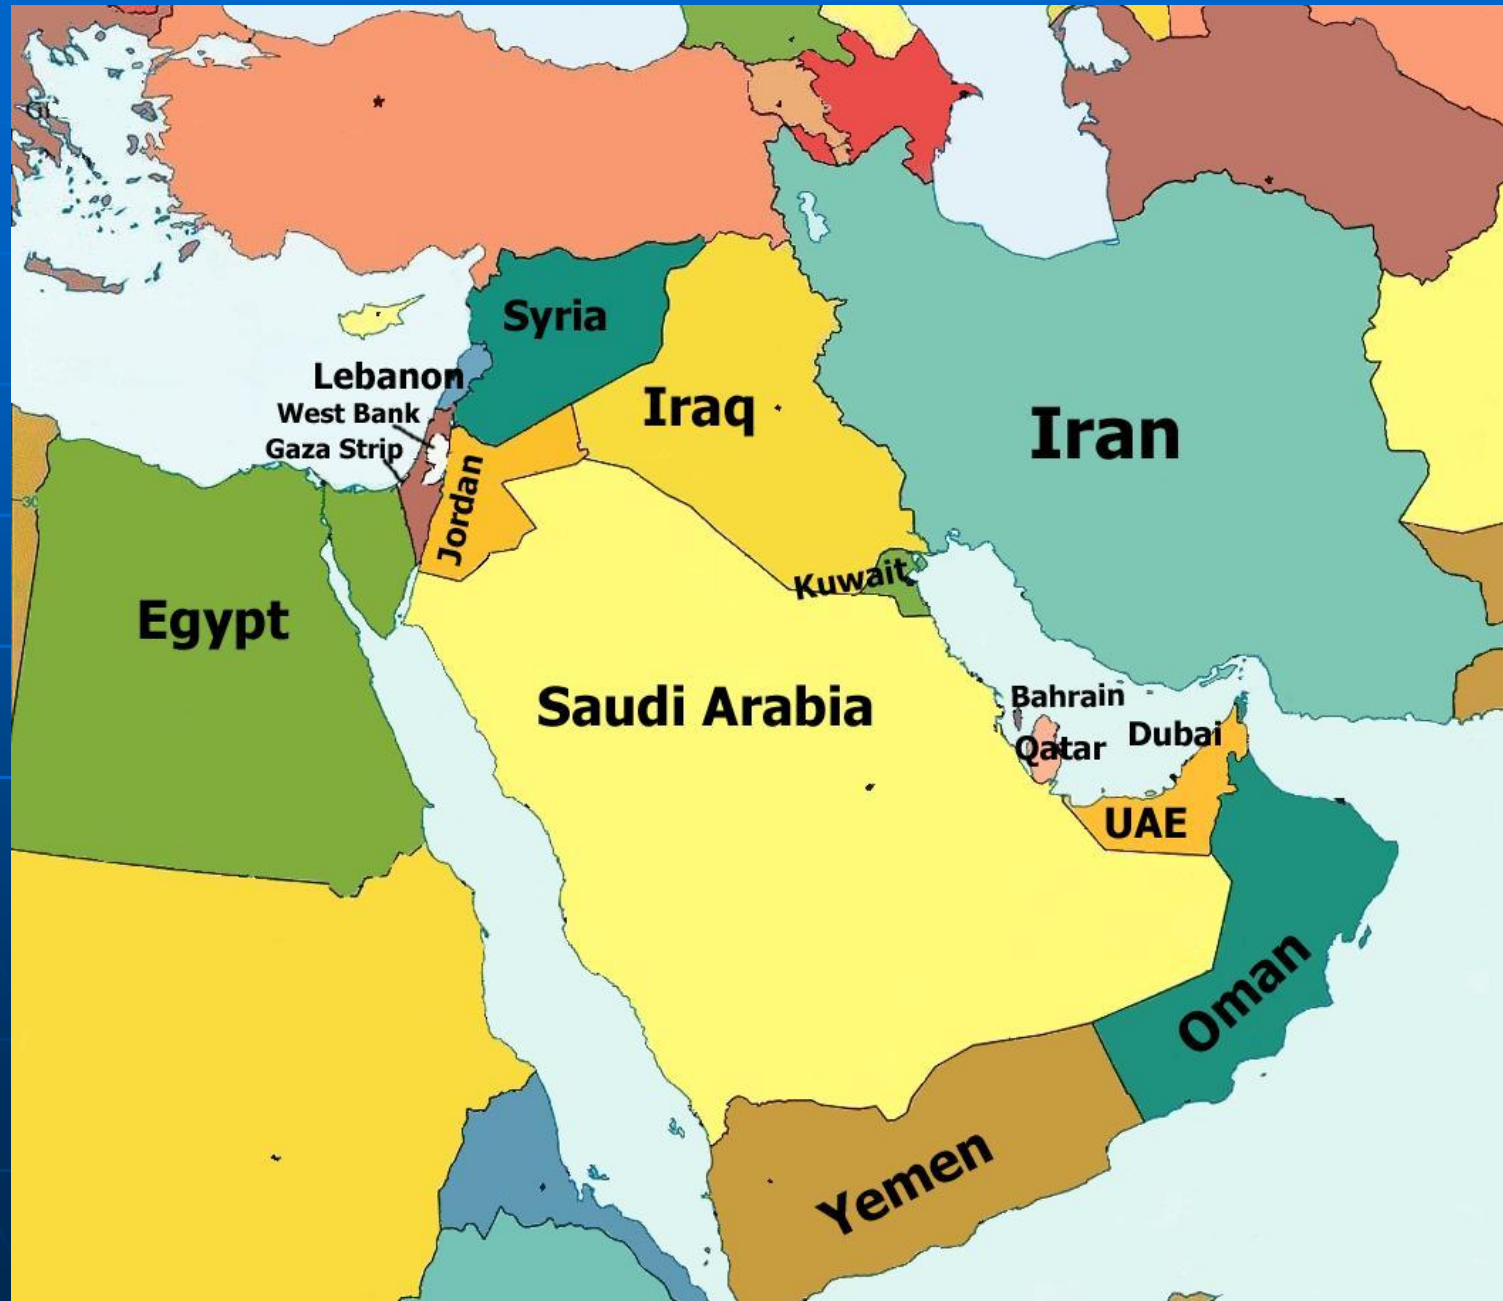 Syria
Lebanon
Iraq
West Bank
Iran
Gaza Strip
Jordan
30
Kuwait
Egypt
Saudi Arabia
Bahrain
Dubai
Qatar
UAE
Oman
Yemen